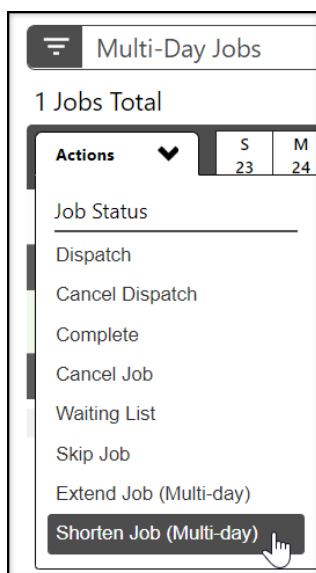 Multi-Day Jobs
1 Jobs Total
Actions
S M
23 24
Job Status
Dispatch
Cancel Dispatch
Complete
Cancel Job
Waiting List
Skip Job
Extend Job (Multi-day)
Shorten Job (Multi-day)